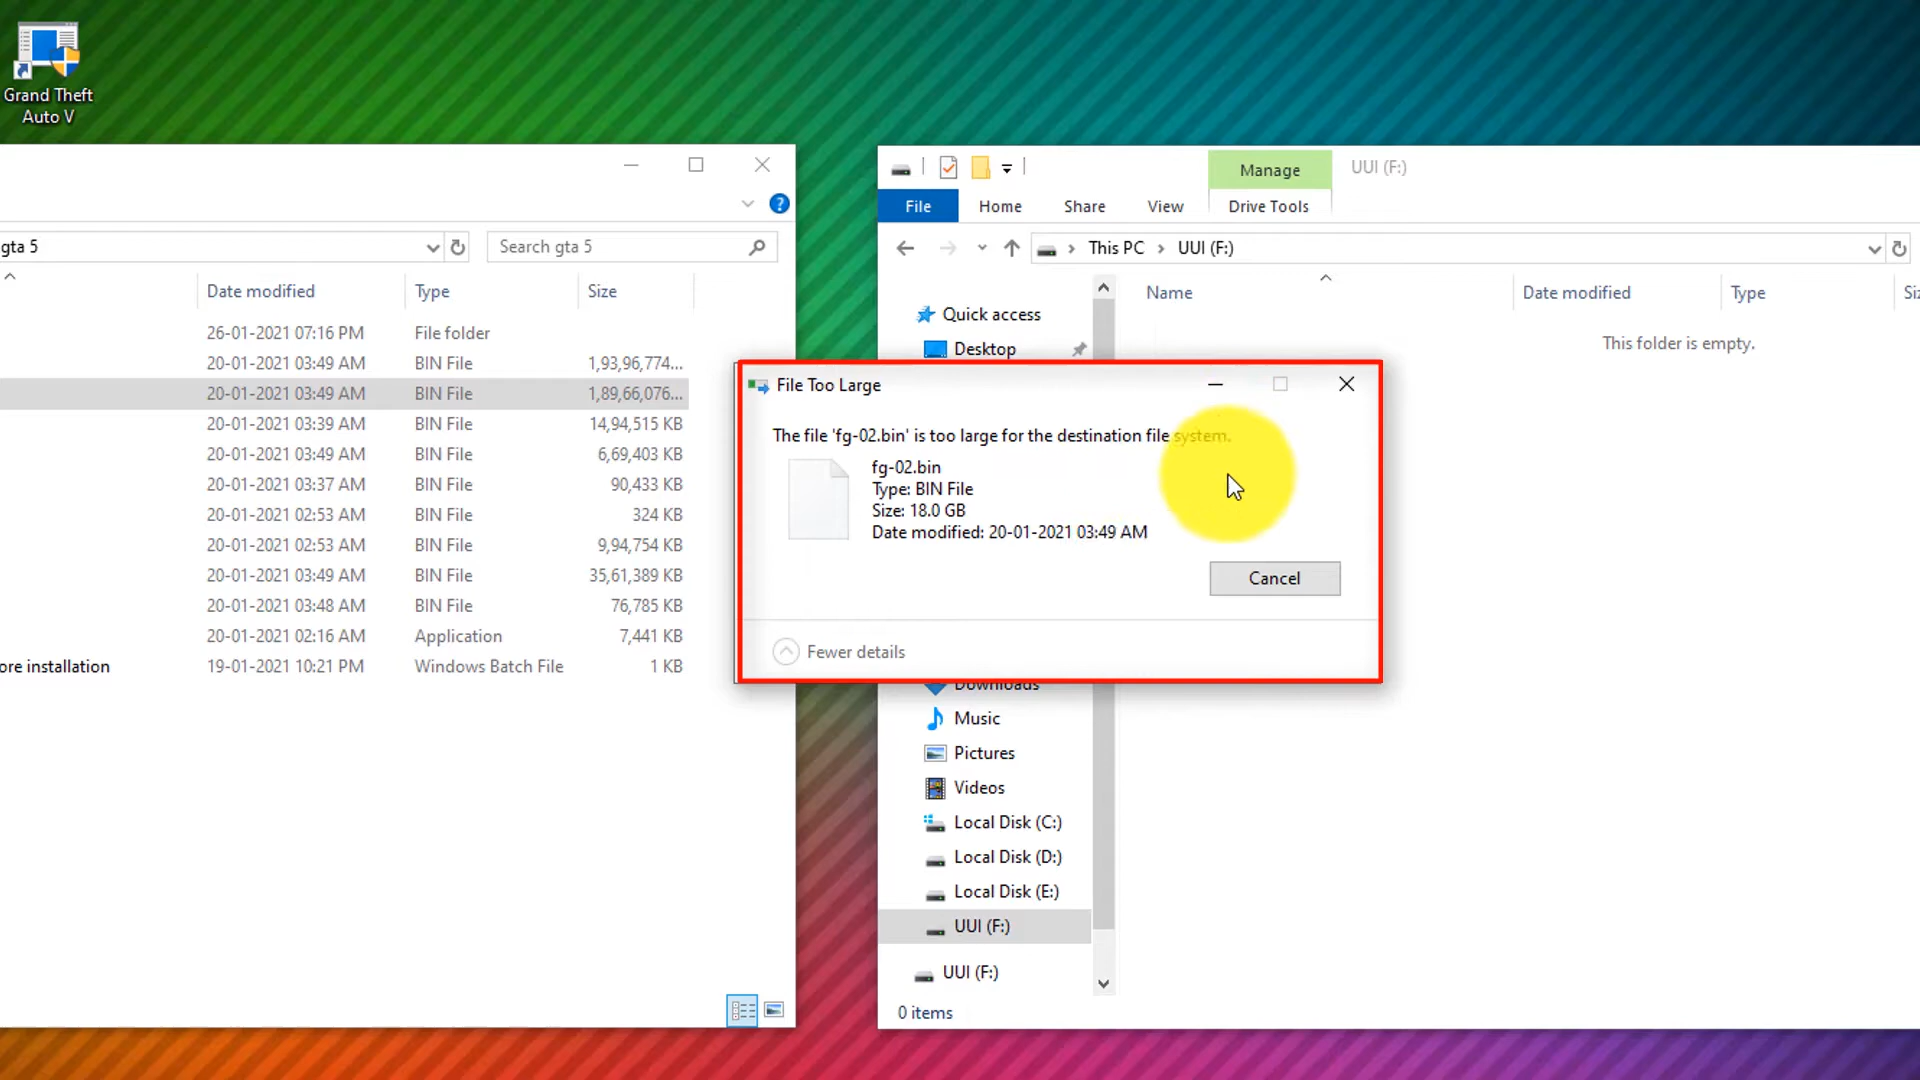 Grand Theft
Auto V
gta 5
Search gta 5
Date modified Type Size
26-01-2021 07:16 PM File folder
20-01-2021 03:49 AM BIN File 1,93,96,774...
20-01-2021 03:49 AM BIN File 1,89,66,076...
20-01-2021 03:39 AM BIN File 14,94,515 KB
20-01-2021 03:49 AM BIN File 6,69,403 KB
20-01-2021 03:37 AM BIN File 90,433 KB
20-01-2021 02:53 AM BIN File 324 KB
20-01-2021 02:53 AM BIN File 9,94,754 KB
20-01-2021 03:49 AM BIN File 35,61,389 KB
20-01-2021 03:48 AM BIN File 76,785 KB
20-01-2021 02:16 AM Application 7,441 KB
ore installation 19-01-2021 10:21 PM Windows Batch File 1 KB
Manage UUI (F:)
File Home Share View Drive Tools
This PC UUI (F:)
Name Date modified Type Siz
This folder is empty.
Quick access
Desktop
File Too Large
The file 'fg-02.bin' is too large for the destination file system.
fg-02.bin
Type: BIN File
Size: 18.0 GB
Date modified: 20-01-2021 03:49 AM
Cancel
Fewer details
Downloads
Music
Pictures
Videos
Local Disk (C:)
Local Disk (D:)
Local Disk (E:)
UUI (F:)
UUI (F:)
0 items